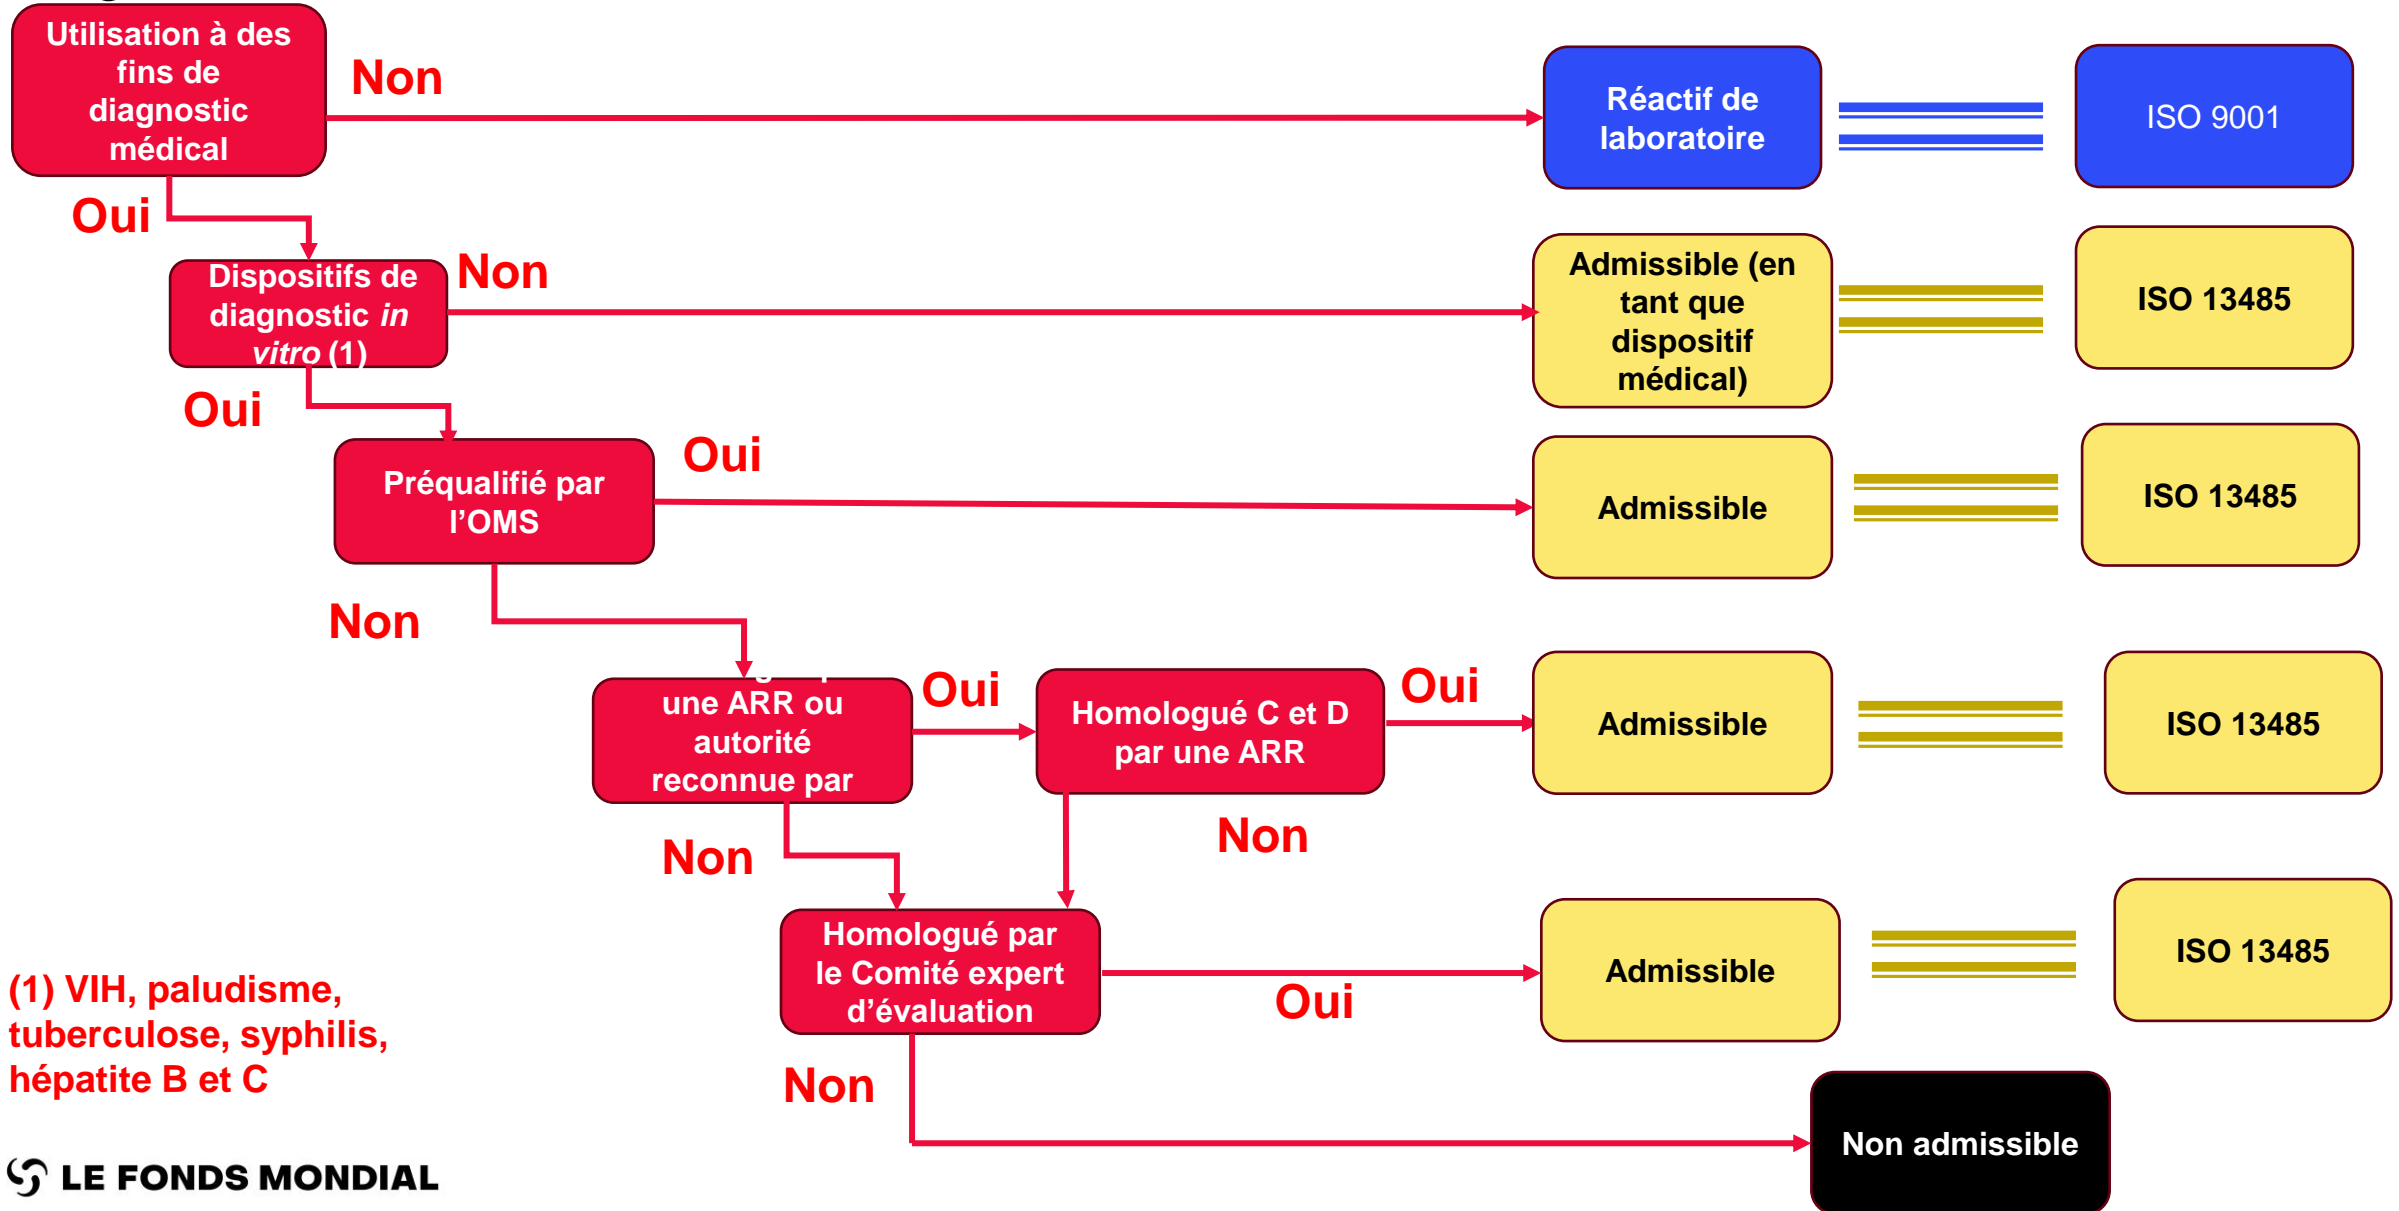 Utilisation à des
fins de
diagnostic
médical
Non
Réactif de
laboratoire
ISO 9001
Oui
Dispositifs de
diagnostic in
vitro (1)
Non
Admissible (en
tant que
dispositif
médical)
ISO 13485
Oui
Préqualifié par
l’OMS
Oui
Admissible
ISO 13485
Non
une ARR ou
autorité
reconnue par
Oui
Homologué C et D
par une ARR
Oui
Admissible
ISO 13485
Non
Non
Homologué par
le Comité expert
d’évaluation
Oui
Admissible
ISO 13485
Non
Non admissible
(1) VIH, paludisme,
tuberculose, syphilis,
hépatite B et C
LE FONDS MONDIAL